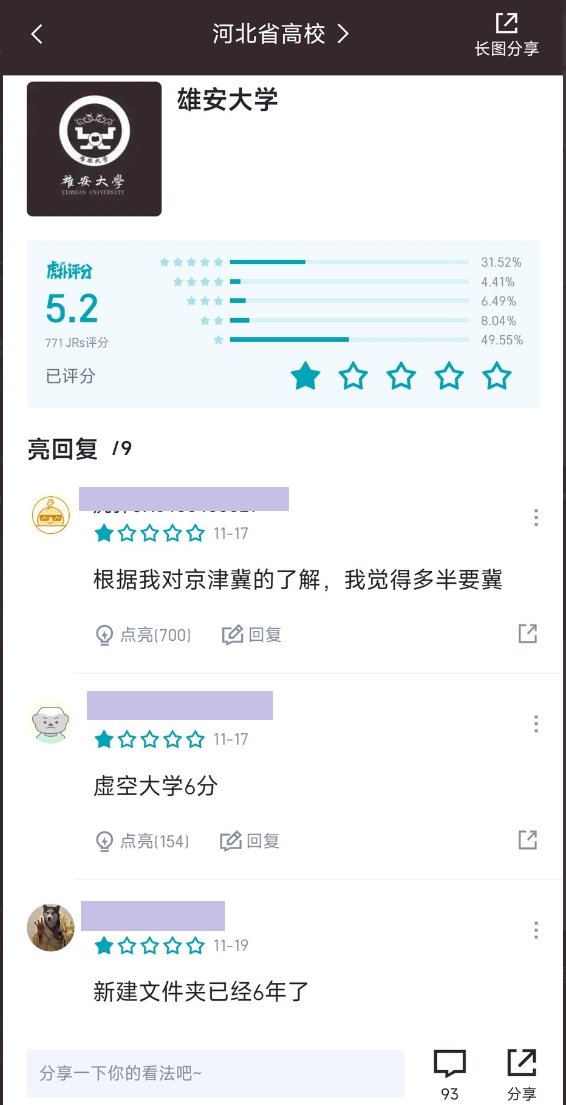 河北省高校
长图分享
雄安大学
雄安大學
XIONGAN UNIVERSITY
虎扑评分
5.2
771 JRs评分
31.52%
4.41%
6.49%
8.04%
49.55%
已评分
亮回复 /9
11-17
根据我对京津冀的了解，我觉得多半要冀
点亮(700)
回复
11-17
虚空大学6分
点亮(154)
回复
11-19
新建文件夹已经6年了
分享一下你的看法吧~
93
分享